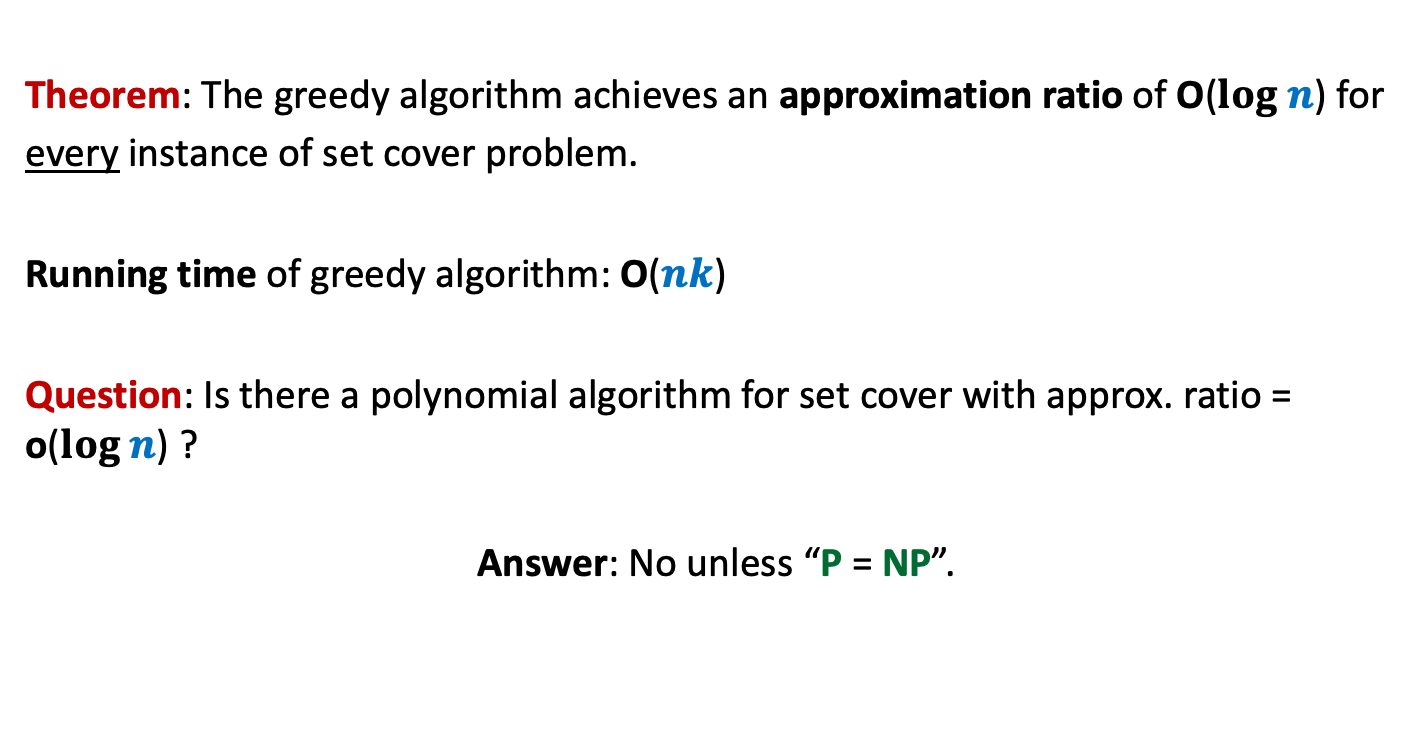 Theorem: The greedy algorithm achieves an approximation ratio of O(log n) for
every instance of set cover problem.
Running time of greedy algorithm: O(nk)
Question: Is there a polynomial algorithm for set cover with approx. ratio =
o(log n) ?
Answer: No unless “P = NP”.